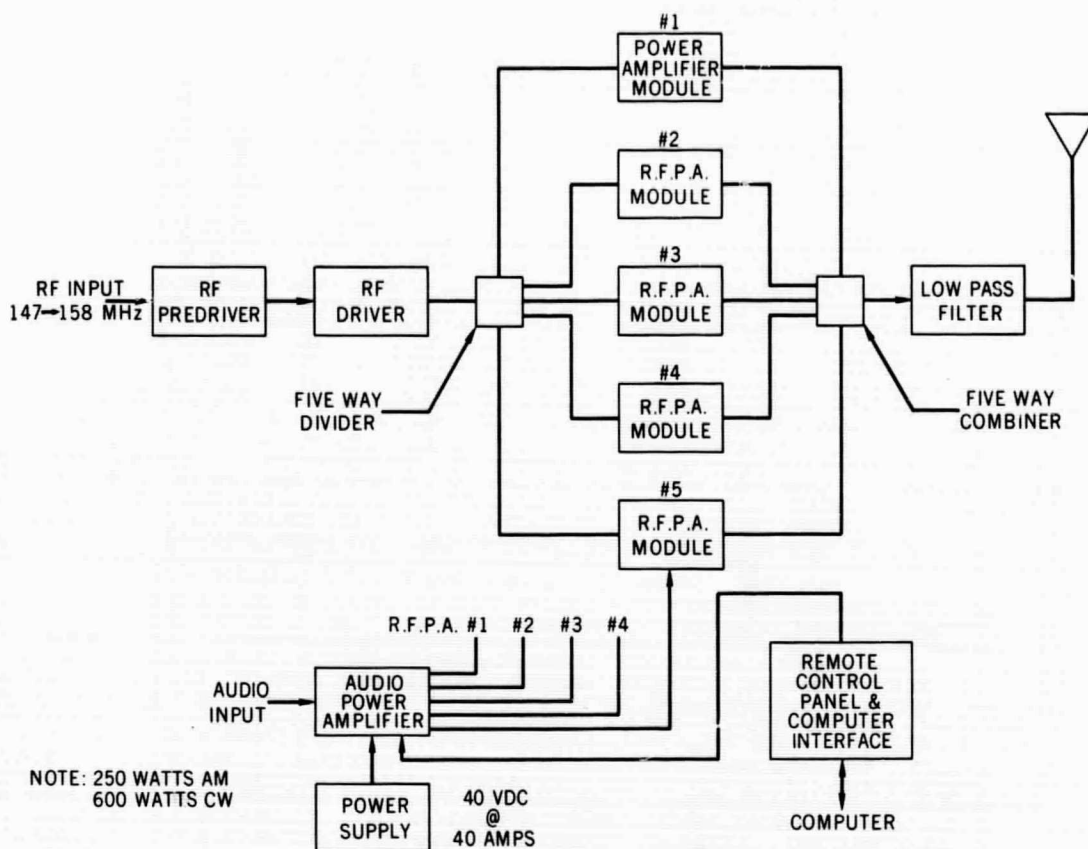 #1
POWER
AMPLIFIER
MODULE
#2
R.F.P.A.
MODULE
#3
R.F.P.A.
MODULE
#4
R.F.P.A.
MODULE
#5
R.F.P.A.
MODULE
RF INPUT
147→158 MHz
RF
PREDRIVER
RF
DRIVER
FIVE WAY
DIVIDER
LOW PASS
FILTER
FIVE WAY
COMBINER
R.F.P.A. #1 #2 #3 #4
AUDIO
INPUT
AUDIO
POWER
AMPLIFIER
REMOTE
CONTROL
PANEL &
COMPUTER
INTERFACE
NOTE: 250 WATTS AM
600 WATTS CW
POWER
SUPPLY
40 VDC
@
40 AMPS
COMPUTER